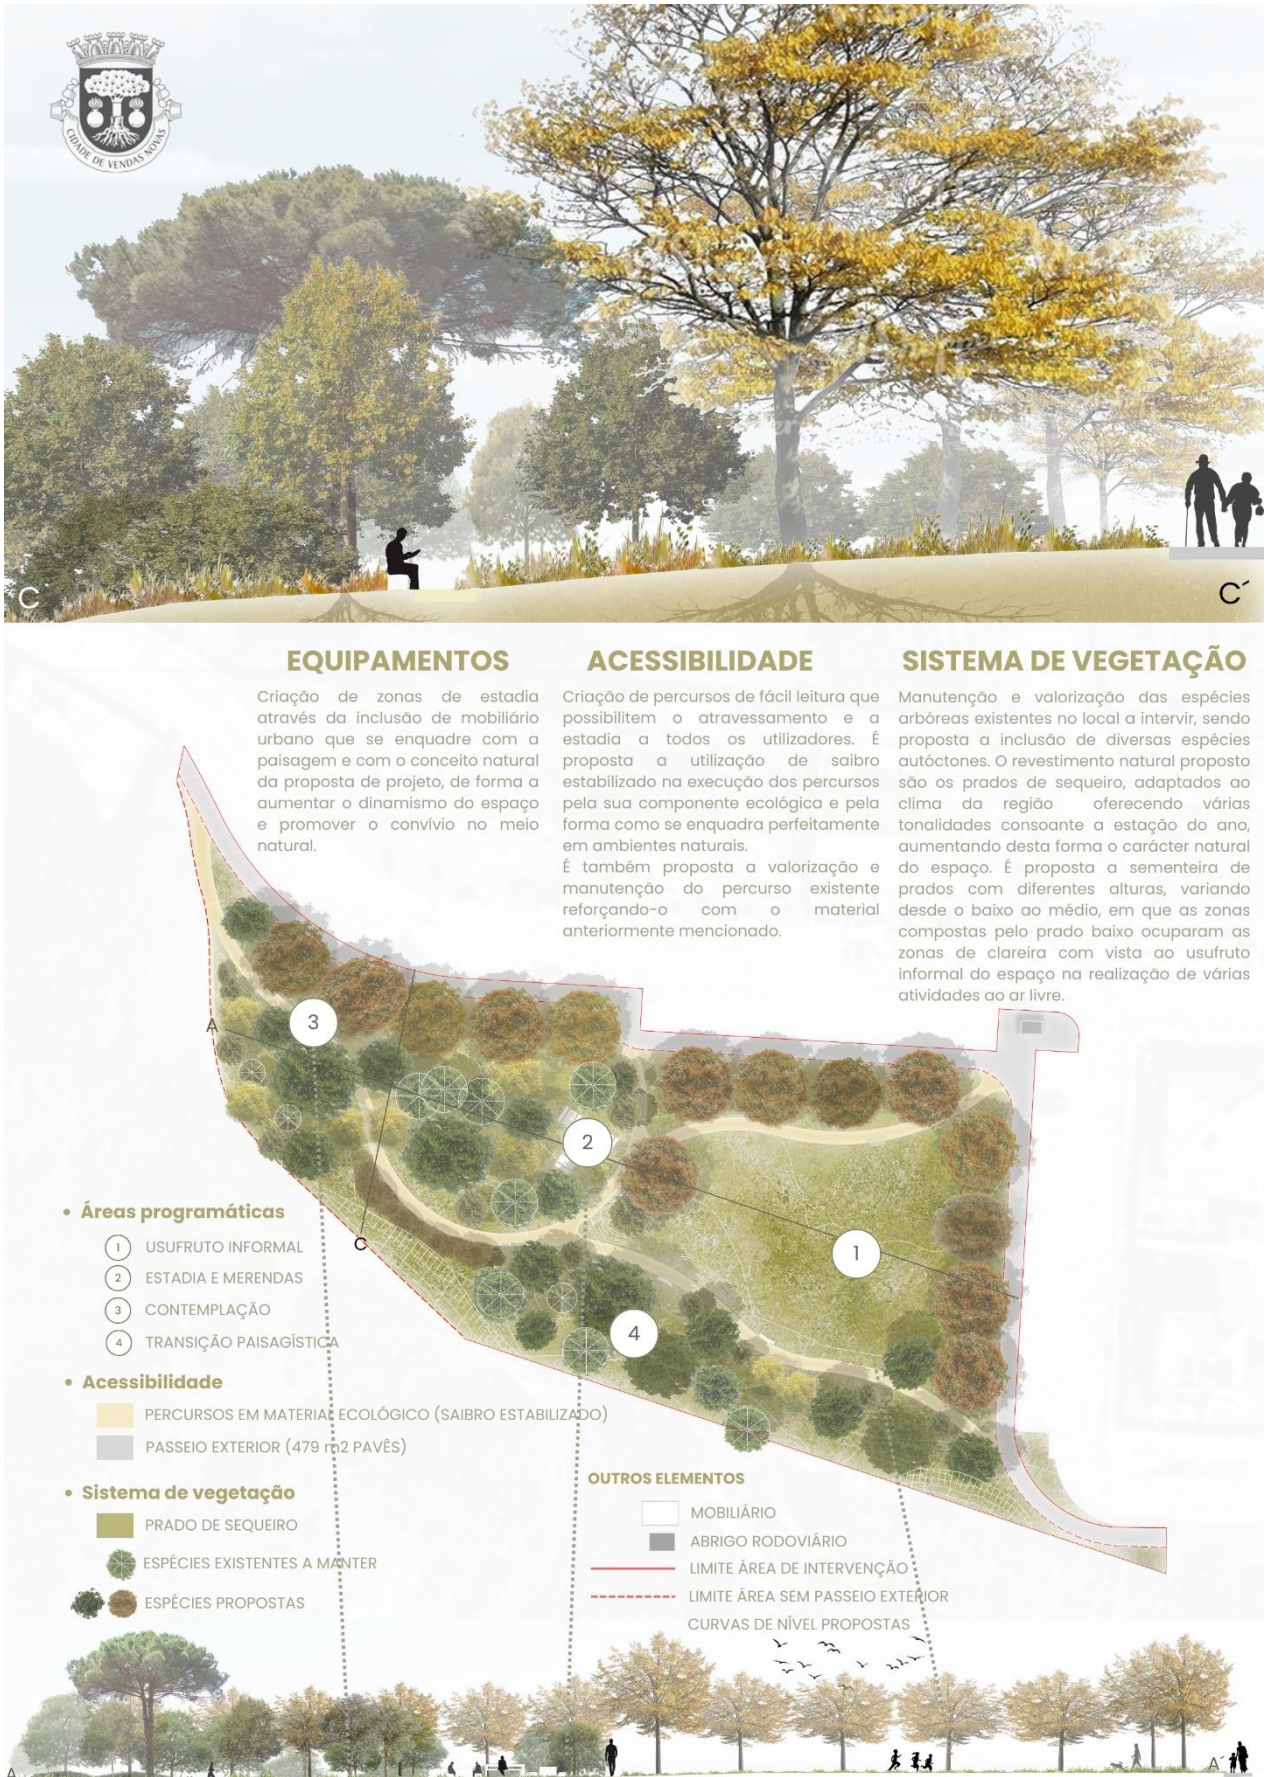 CIDADE DE VENDAS NOVAS
C
C´
EQUIPAMENTOS
Criação de zonas de estadia
através da inclusão de mobiliário
urbano que se enquadre com a
paisagem e com o conceito natural
da proposta de projeto, de forma a
aumentar o dinamismo do espaço
e promover o convívio no meio
natural.
ACESSIBILIDADE
Criação de percursos de fácil leitura que
possibilitem o atravessamento e a
estadia a todos os utilizadores. É
proposta a utilização de saibro
estabilizado na execução dos percursos
pela sua componente ecológica e pela
forma como se enquadra perfeitamente
em ambientes naturais.
É também proposta a valorização e
manutenção do percurso existente
reforçando-o com o material
anteriormente mencionado.
SISTEMA DE VEGETAÇÃO
Manutenção e valorização das espécies
arbóreas existentes no local a intervir, sendo
proposta a inclusão de diversas espécies
autóctones. O revestimento natural proposto
são os prados de sequeiro, adaptados ao
clima da região oferecendo várias
tonalidades consoante a estação do ano,
aumentando desta forma o carácter natural
do espaço. É proposta a sementeira de
prados com diferentes alturas, variando
desde o baixo ao médio, em que as zonas
compostas pelo prado baixo ocuparam as
zonas de clareira com vista ao usufruto
informal do espaço na realização de várias
atividades ao ar livre.
A
3
2
1
4
C
• Áreas programáticas
1 USUFRUTO INFORMAL
2 ESTADIA E MERENDAS
3 CONTEMPLAÇÃO
4 TRANSIÇÃO PAISAGÍSTICA
• Acessibilidade
PERCURSOS EM MATERIAL ECOLÓGICO (SAIBRO ESTABILIZADO)
PASSEIO EXTERIOR (479 m2 PAVÊS)
• Sistema de vegetação
PRADO DE SEQUEIRO
ESPÉCIES EXISTENTES A MANTER
ESPÉCIES PROPOSTAS
OUTROS ELEMENTOS
MOBILIÁRIO
ABRIGO RODOVIÁRIO
LIMITE ÁREA DE INTERVENÇÃO
LIMITE ÁREA SEM PASSEIO EXTERIOR
CURVAS DE NÍVEL PROPOSTAS
A
A´